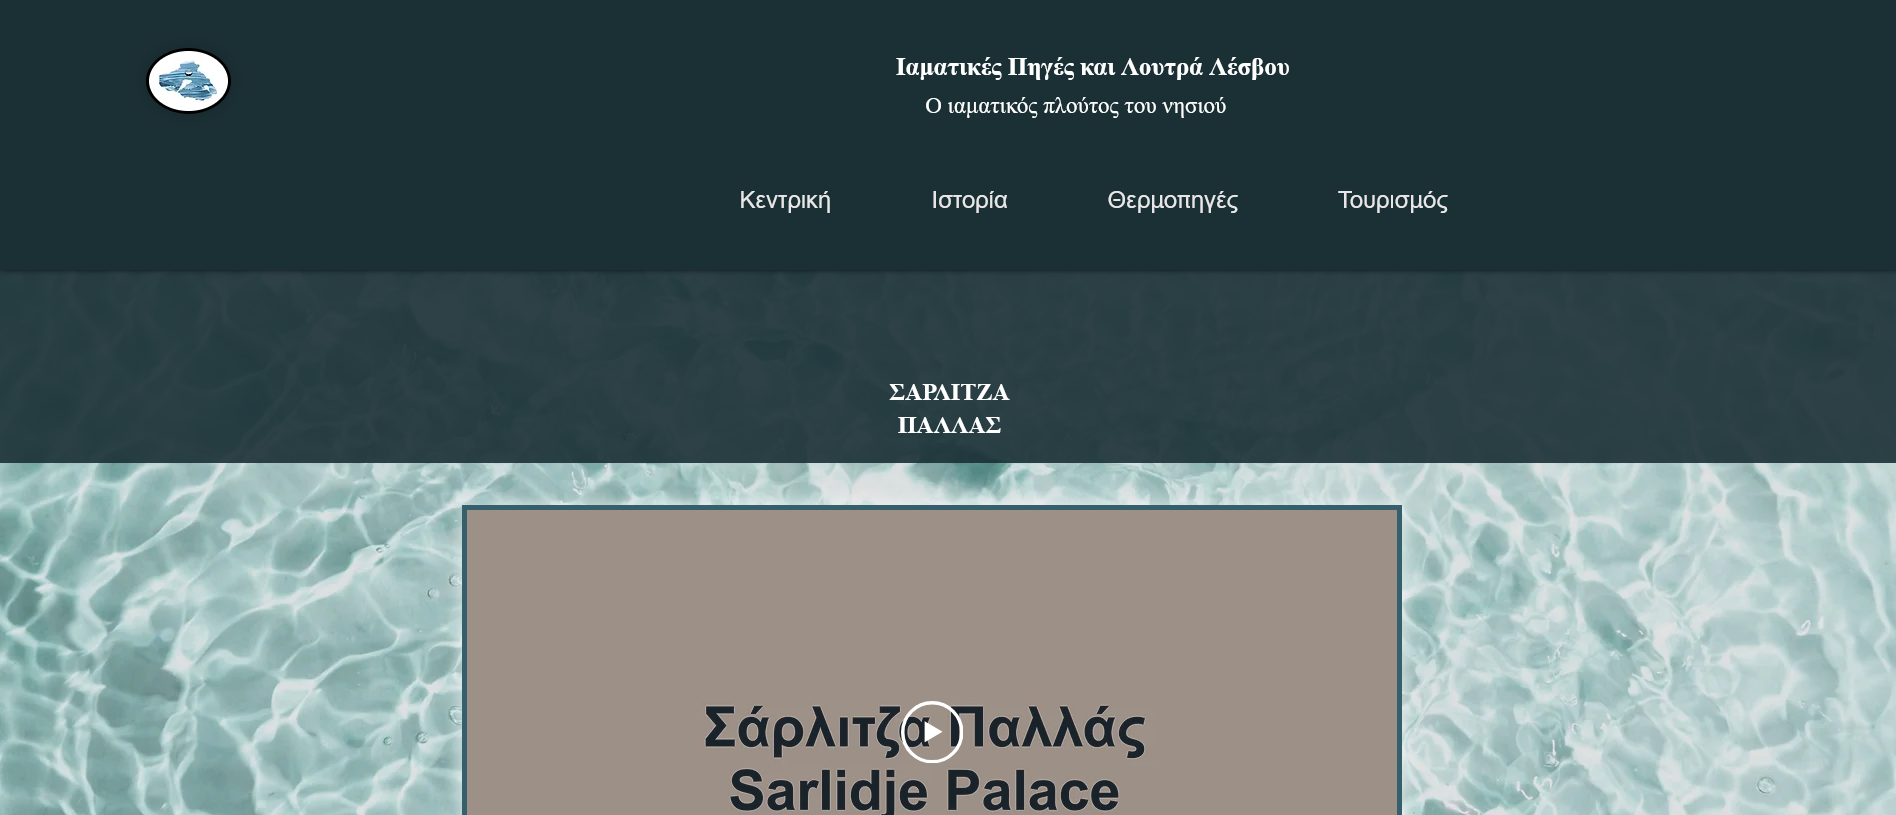 Ιαματικές Πηγές και Λουτρά Λέσβου
Ο ιαματικός πλούτος του νησιού
Κεντρική Ιστορία Θερμοπηγές Τουρισμός
ΣΑΡΛΙΤΖΑ
ΠΑΛΛΑΣ
Σάρλιτζα Παλλάς
Sarlidje Palace